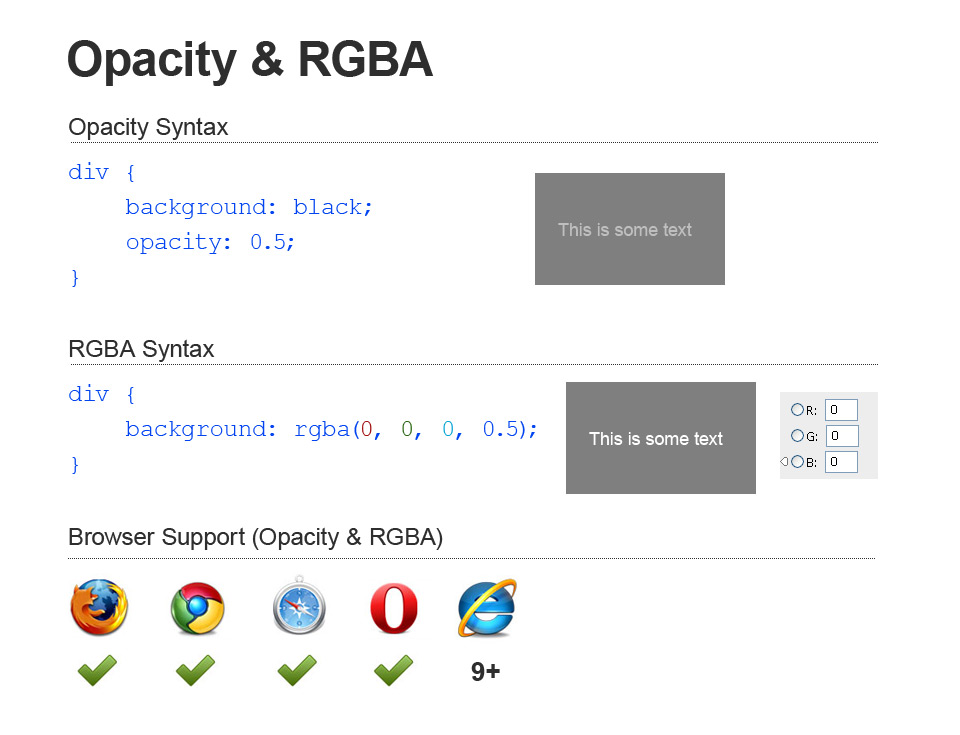 Opacity & RGBA
Opacity Syntax
div {
background: black;
opacity: 0.5;
}
This is some text
RGBA Syntax
div {
background: rgba(0, 0, 0, 0.5);
}
This is some text
R: 0
G: 0
B: 0
Browser Support (Opacity & RGBA)
9+